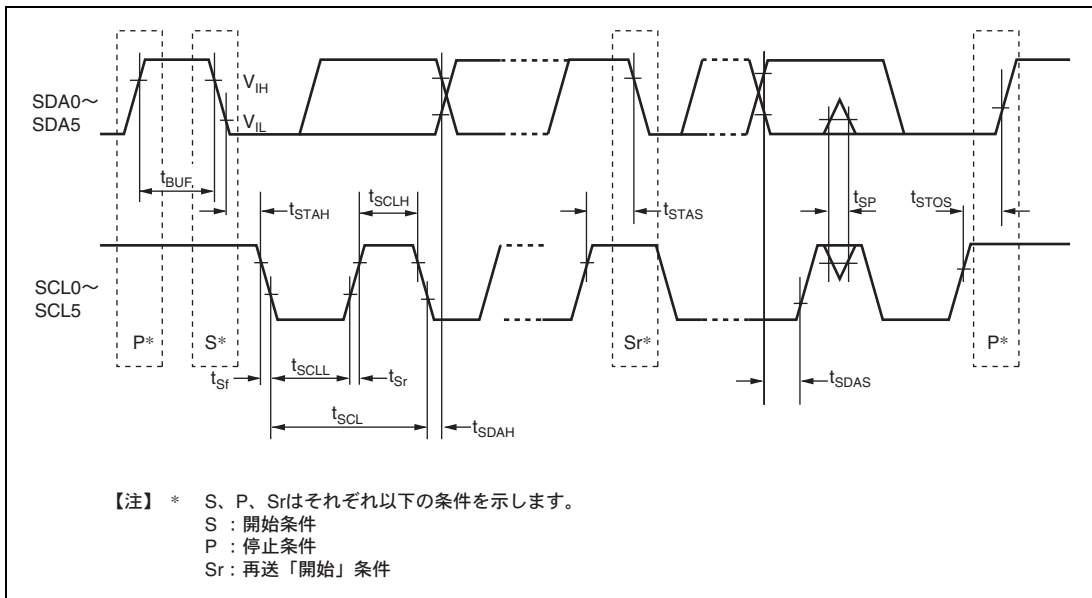 SDA0～
SDA5
V_IH
V_IL
t_BUF
t_STAH
t_SCLH
t_STAS
t_SP
t_STOS
SCL0～
SCL5
P*
S*
Sr*
P*
t_Sf
t_SCLL
t_Sr
t_SDAS
t_SCL
t_SDAH
【注】 * S、P、Srはそれぞれ以下の条件を示します。
S ：開始条件
P ：停止条件
Sr：再送「開始」条件